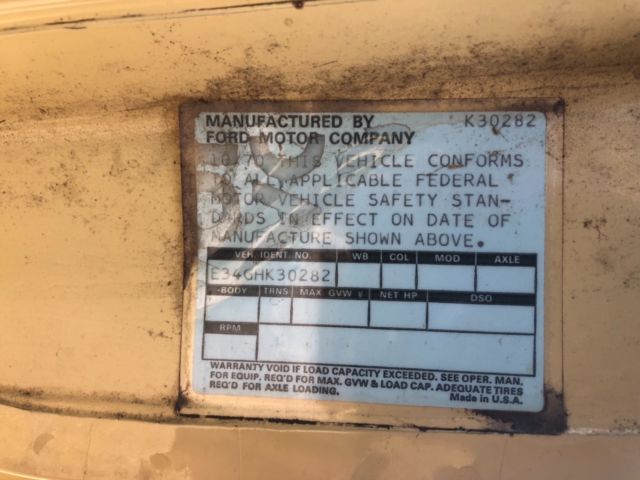 MANUFACTURED BY K30282
FORD MOTOR COMPANY
10/70 THIS VEHICLE CONFORMS
TO ALL APPLICABLE FEDERAL
MOTOR VEHICLE SAFETY STAN-
DARDS IN EFFECT ON DATE OF
MANUFACTURE SHOWN ABOVE.
VEH. IDENT. NO. WB COL MOD AXLE
E34GHK30282
BODY TRNS MAX GVW # NET HP DSO
RPM
WARRANTY VOID IF LOAD CAPACITY EXCEEDED. SEE OPER. MAN.
FOR EQUIP. REQ'D FOR MAX. GVW & LOAD CAP. ADEQUATE TIRES
REQ'D FOR AXLE LOADING. Made in U.S.A.